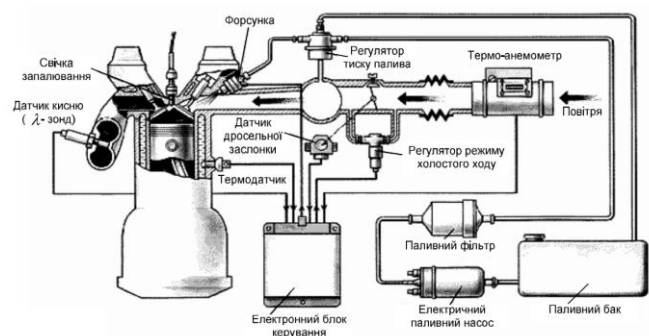 Форсунка
Регулятор
тиску палива
Термо-анемометр
Свічка
запалювання
Датчик кисню
( λ- зонд)
Повітря
Датчик
дросельної
заслонки
Регулятор режиму
холостого ходу
Термодатчик
Паливний фільтр
Електронний блок
керування
Електричний
паливний насос
Паливний бак